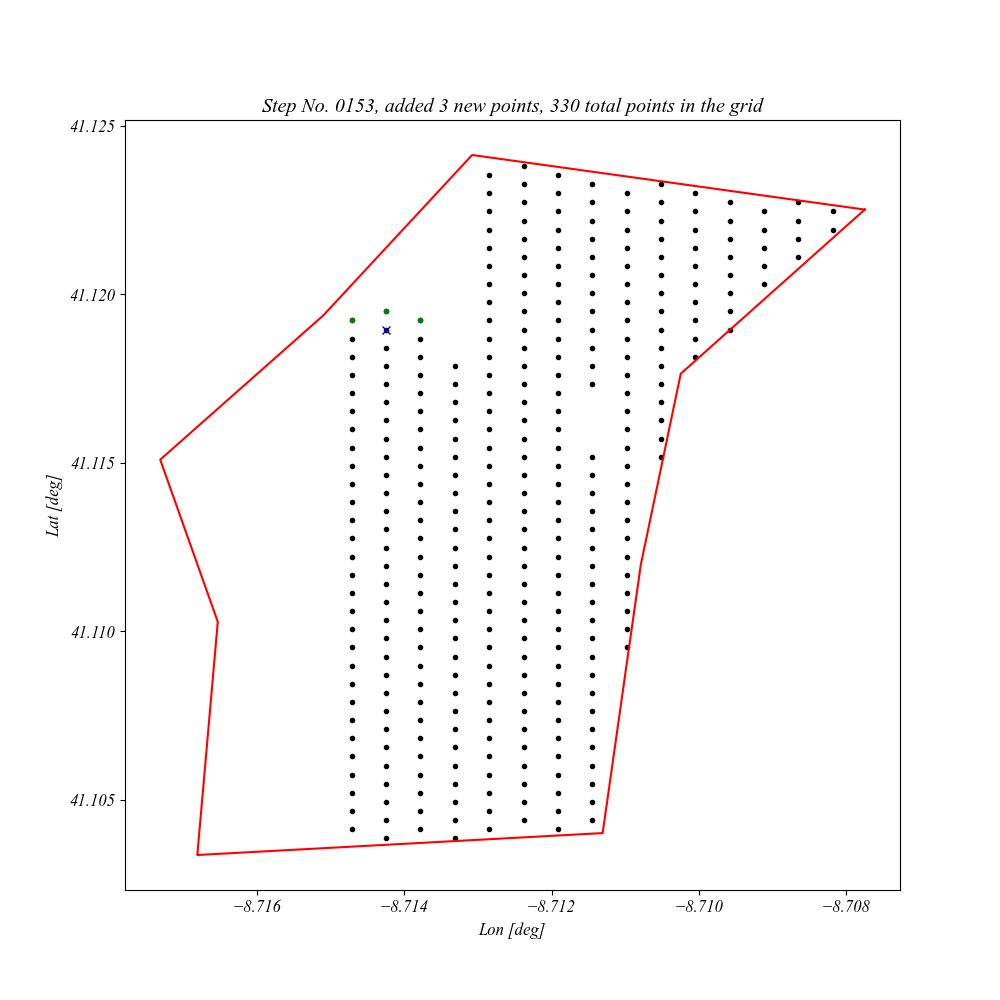 Step No. 0153, added 3 new points, 330 total points in the grid
41.125
41.120
41.115
41.110
41.105
Lat [deg]
−8.716 −8.714 −8.712 −8.710 −8.708
Lon [deg]